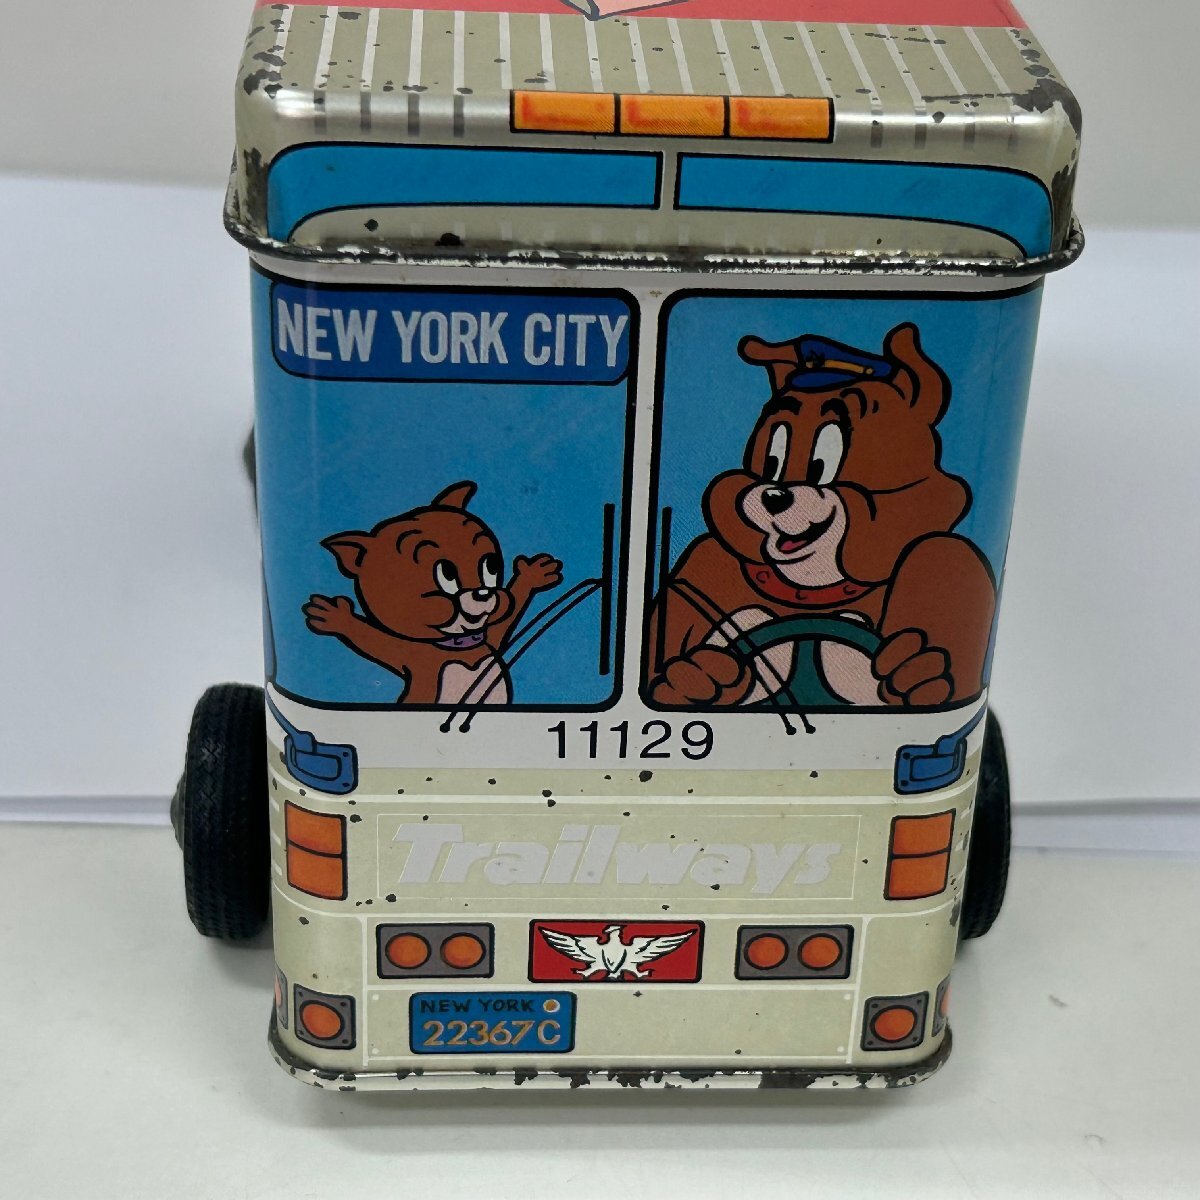 NEW YORK CITY
11129
Trailways
NEW YORK
22367C